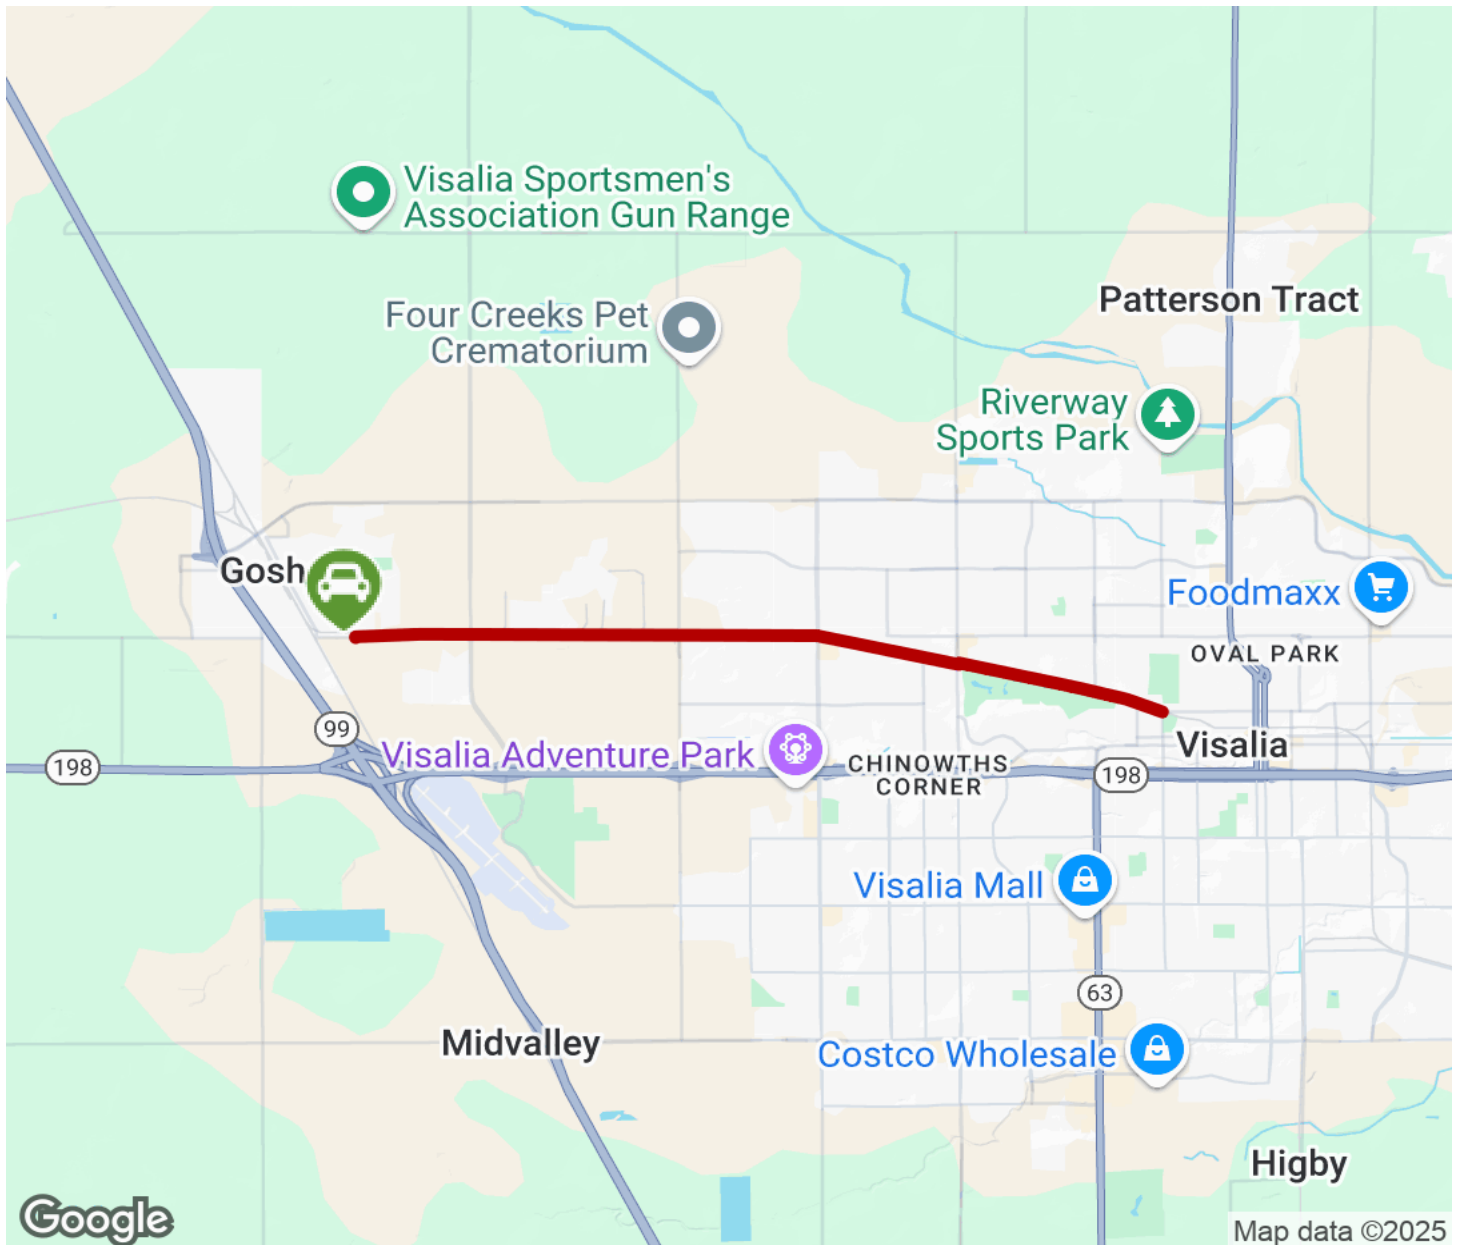 Visalia Sportsmen's
Association Gun Range
Patterson Tract
Four Creeks Pet
Crematorium
Riverway
Sports Park
Gosh
Foodmaxx
OVAL PARK
99
Visalia
198
Visalia Adventure Park
CHINOWTHS
CORNER
198
Visalia Mall
63
Midvalley
Costco Wholesale
Higby
Google
Map data ©2025